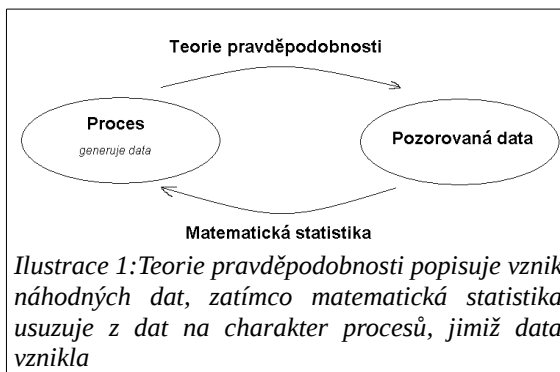 Teorie pravděpodobnosti
Proces
generuje data
Pozorovaná data
Matematická statistika
Ilustrace 1:Teorie pravděpodobnosti popisuje vznik
náhodných dat, zatímco matematická statistika
usuzuje z dat na charakter procesů, jimiž data
vznikla